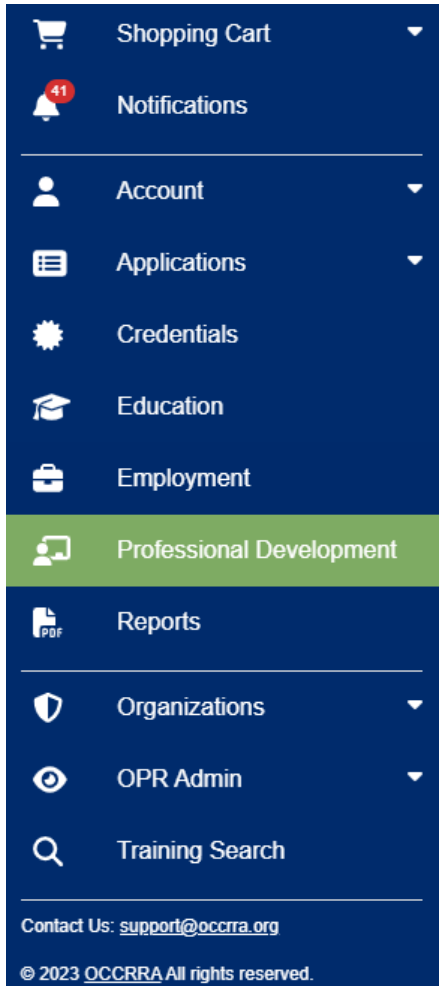 Shopping Cart
41
Notifications
Account
Applications
Credentials
Education
Employment
Professional Development
PDF
Reports
Organizations
OPR Admin
Training Search
Contact Us: support@occrra.org
© 2023 OCCRRA All rights reserved.